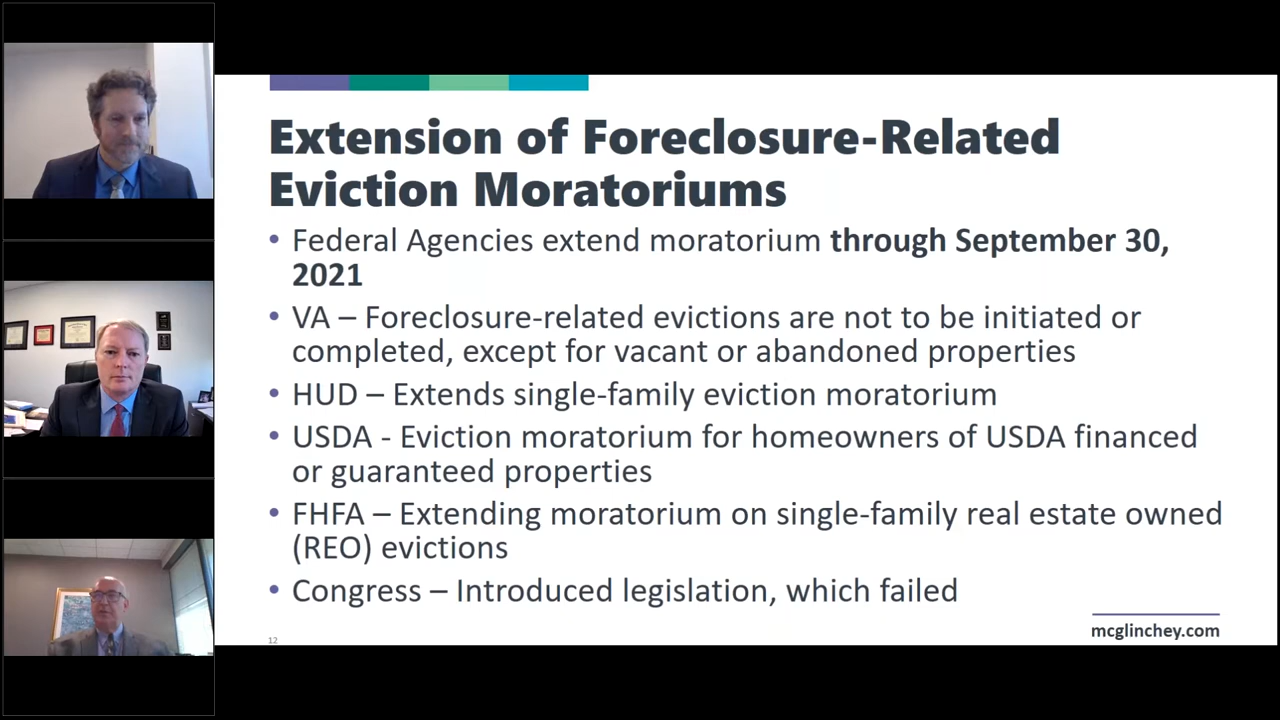 Extension of Foreclosure-Related
Eviction Moratoriums
• Federal Agencies extend moratorium through September 30,
2021
• VA – Foreclosure-related evictions are not to be initiated or
completed, except for vacant or abandoned properties
• HUD – Extends single-family eviction moratorium
• USDA - Eviction moratorium for homeowners of USDA financed
or guaranteed properties
• FHFA – Extending moratorium on single-family real estate owned
(REO) evictions
• Congress – Introduced legislation, which failed
12
mcglinchey.com